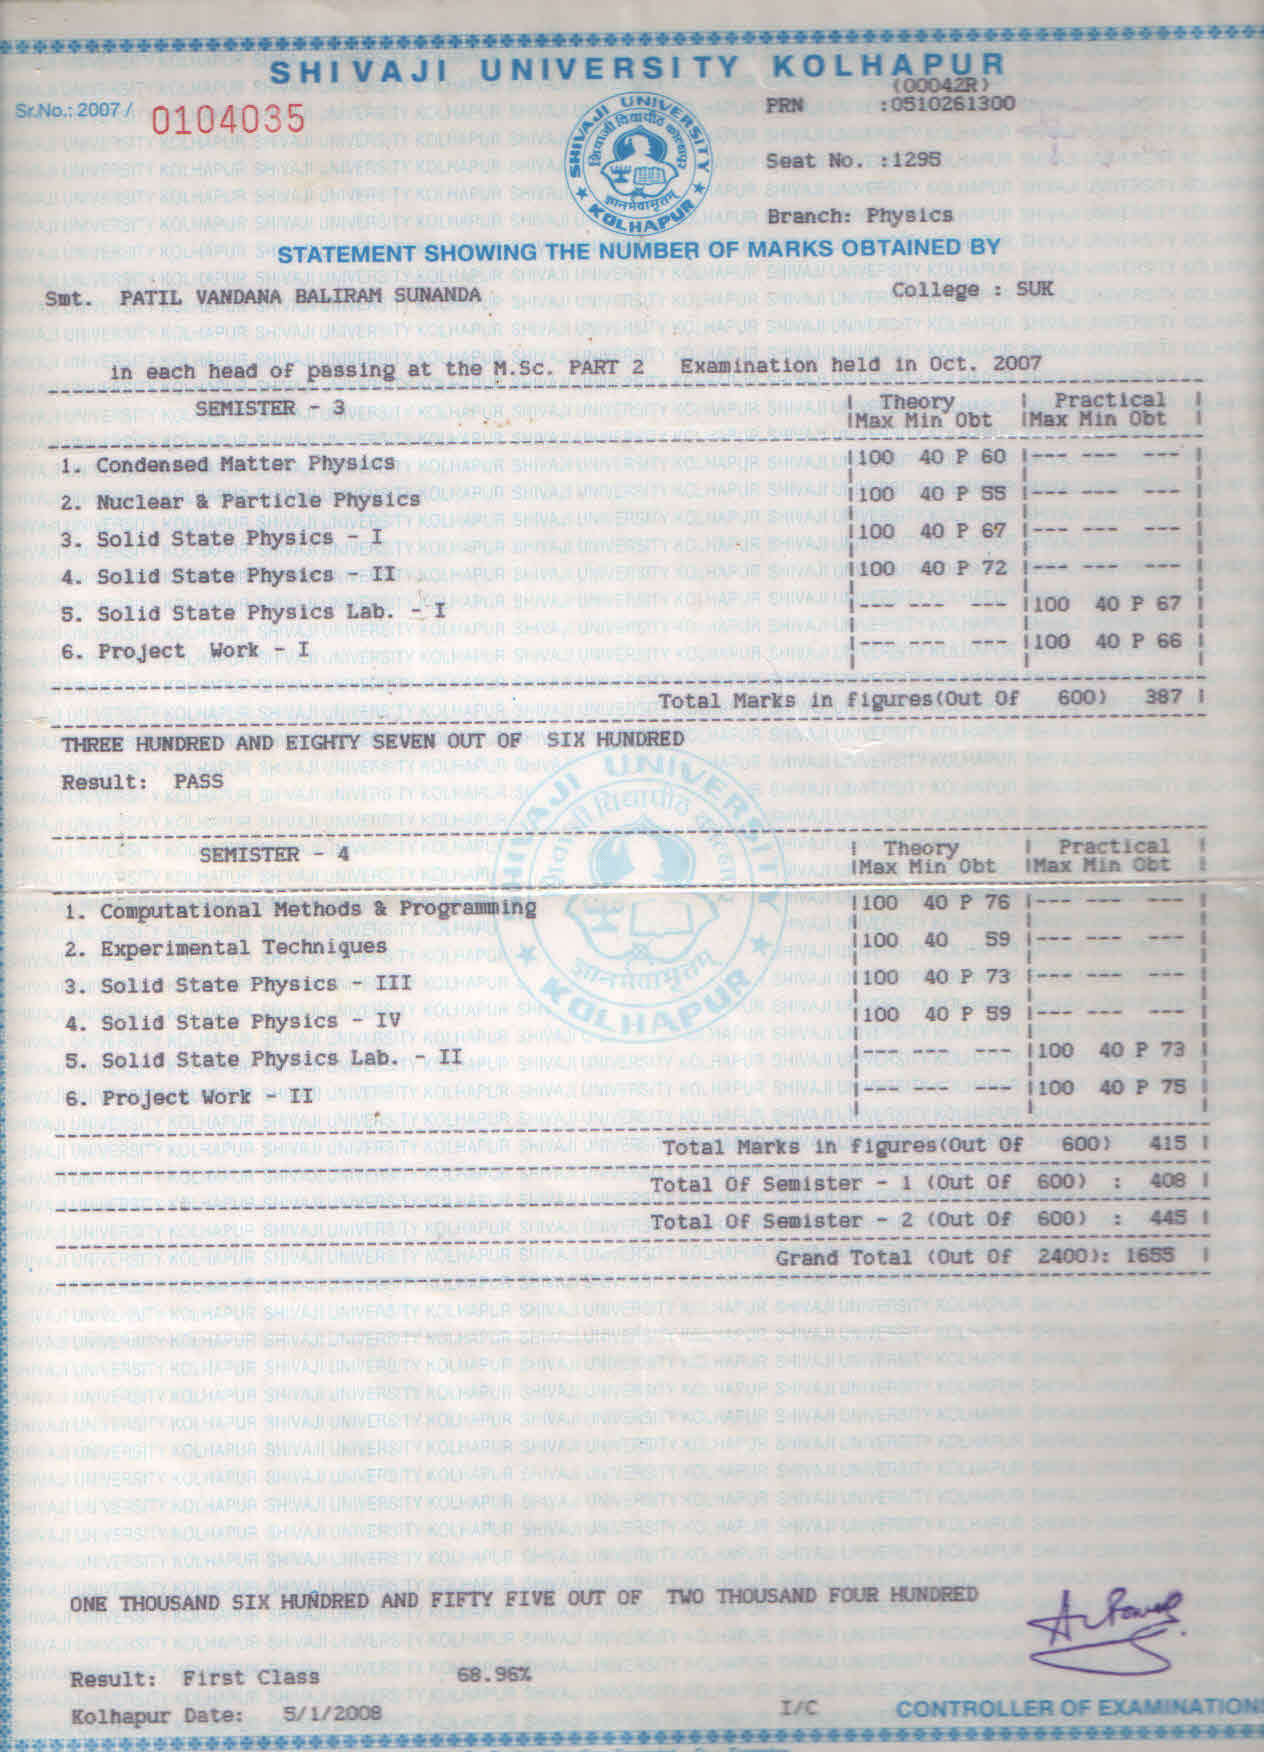 SHIVAJI UNIVERSITY KOLHAPUR
(00042R)
Sr.No.: 2007 / 0104035
PRN :0510261300
SHIVAJI UNIVERSITY
शिवाजी विद्यापीठ कोल्हापूर
ज्ञानमेवामृतम्
★ KOLHAPUR ★
Seat No. :1295
Branch: Physics
STATEMENT SHOWING THE NUMBER OF MARKS OBTAINED BY
Smt. PATIL VANDANA BALIRAM SUNANDA College : SUK
in each head of passing at the M.Sc. PART 2 Examination held in Oct. 2007
SEMISTER - 3 | Theory | Practical |
|Max Min Obt |Max Min Obt |
1. Condensed Matter Physics |100 40 P 60 |--- --- --- |
2. Nuclear & Particle Physics |100 40 P 55 |--- --- --- |
3. Solid State Physics - I |100 40 P 67 |--- --- --- |
4. Solid State Physics - II |100 40 P 72 |--- --- --- |
5. Solid State Physics Lab. - I |--- --- --- |100 40 P 67 |
6. Project Work - I |--- --- --- |100 40 P 66 |
Total Marks in figures(Out Of 600) 387 |
THREE HUNDRED AND EIGHTY SEVEN OUT OF SIX HUNDRED
Result: PASS
SEMISTER - 4 | Theory | Practical |
|Max Min Obt |Max Min Obt |
1. Computational Methods & Programming |100 40 P 76 |--- --- --- |
2. Experimental Techniques |100 40 59 |--- --- --- |
3. Solid State Physics - III |100 40 P 73 |--- --- --- |
4. Solid State Physics - IV |100 40 P 59 |--- --- --- |
5. Solid State Physics Lab. - II |--- --- --- |100 40 P 73 |
6. Project Work - II |--- --- --- |100 40 P 75 |
Total Marks in figures(Out Of 600) 415 |
Total Of Semister - 1 (Out Of 600) : 408 |
Total Of Semister - 2 (Out Of 600) : 445 |
Grand Total (Out Of 2400): 1655 |
ONE THOUSAND SIX HUNDRED AND FIFTY FIVE OUT OF TWO THOUSAND FOUR HUNDRED
Result: First Class 68.96%
Kolhapur Date: 5/1/2008
I/C CONTROLLER OF EXAMINATIONS